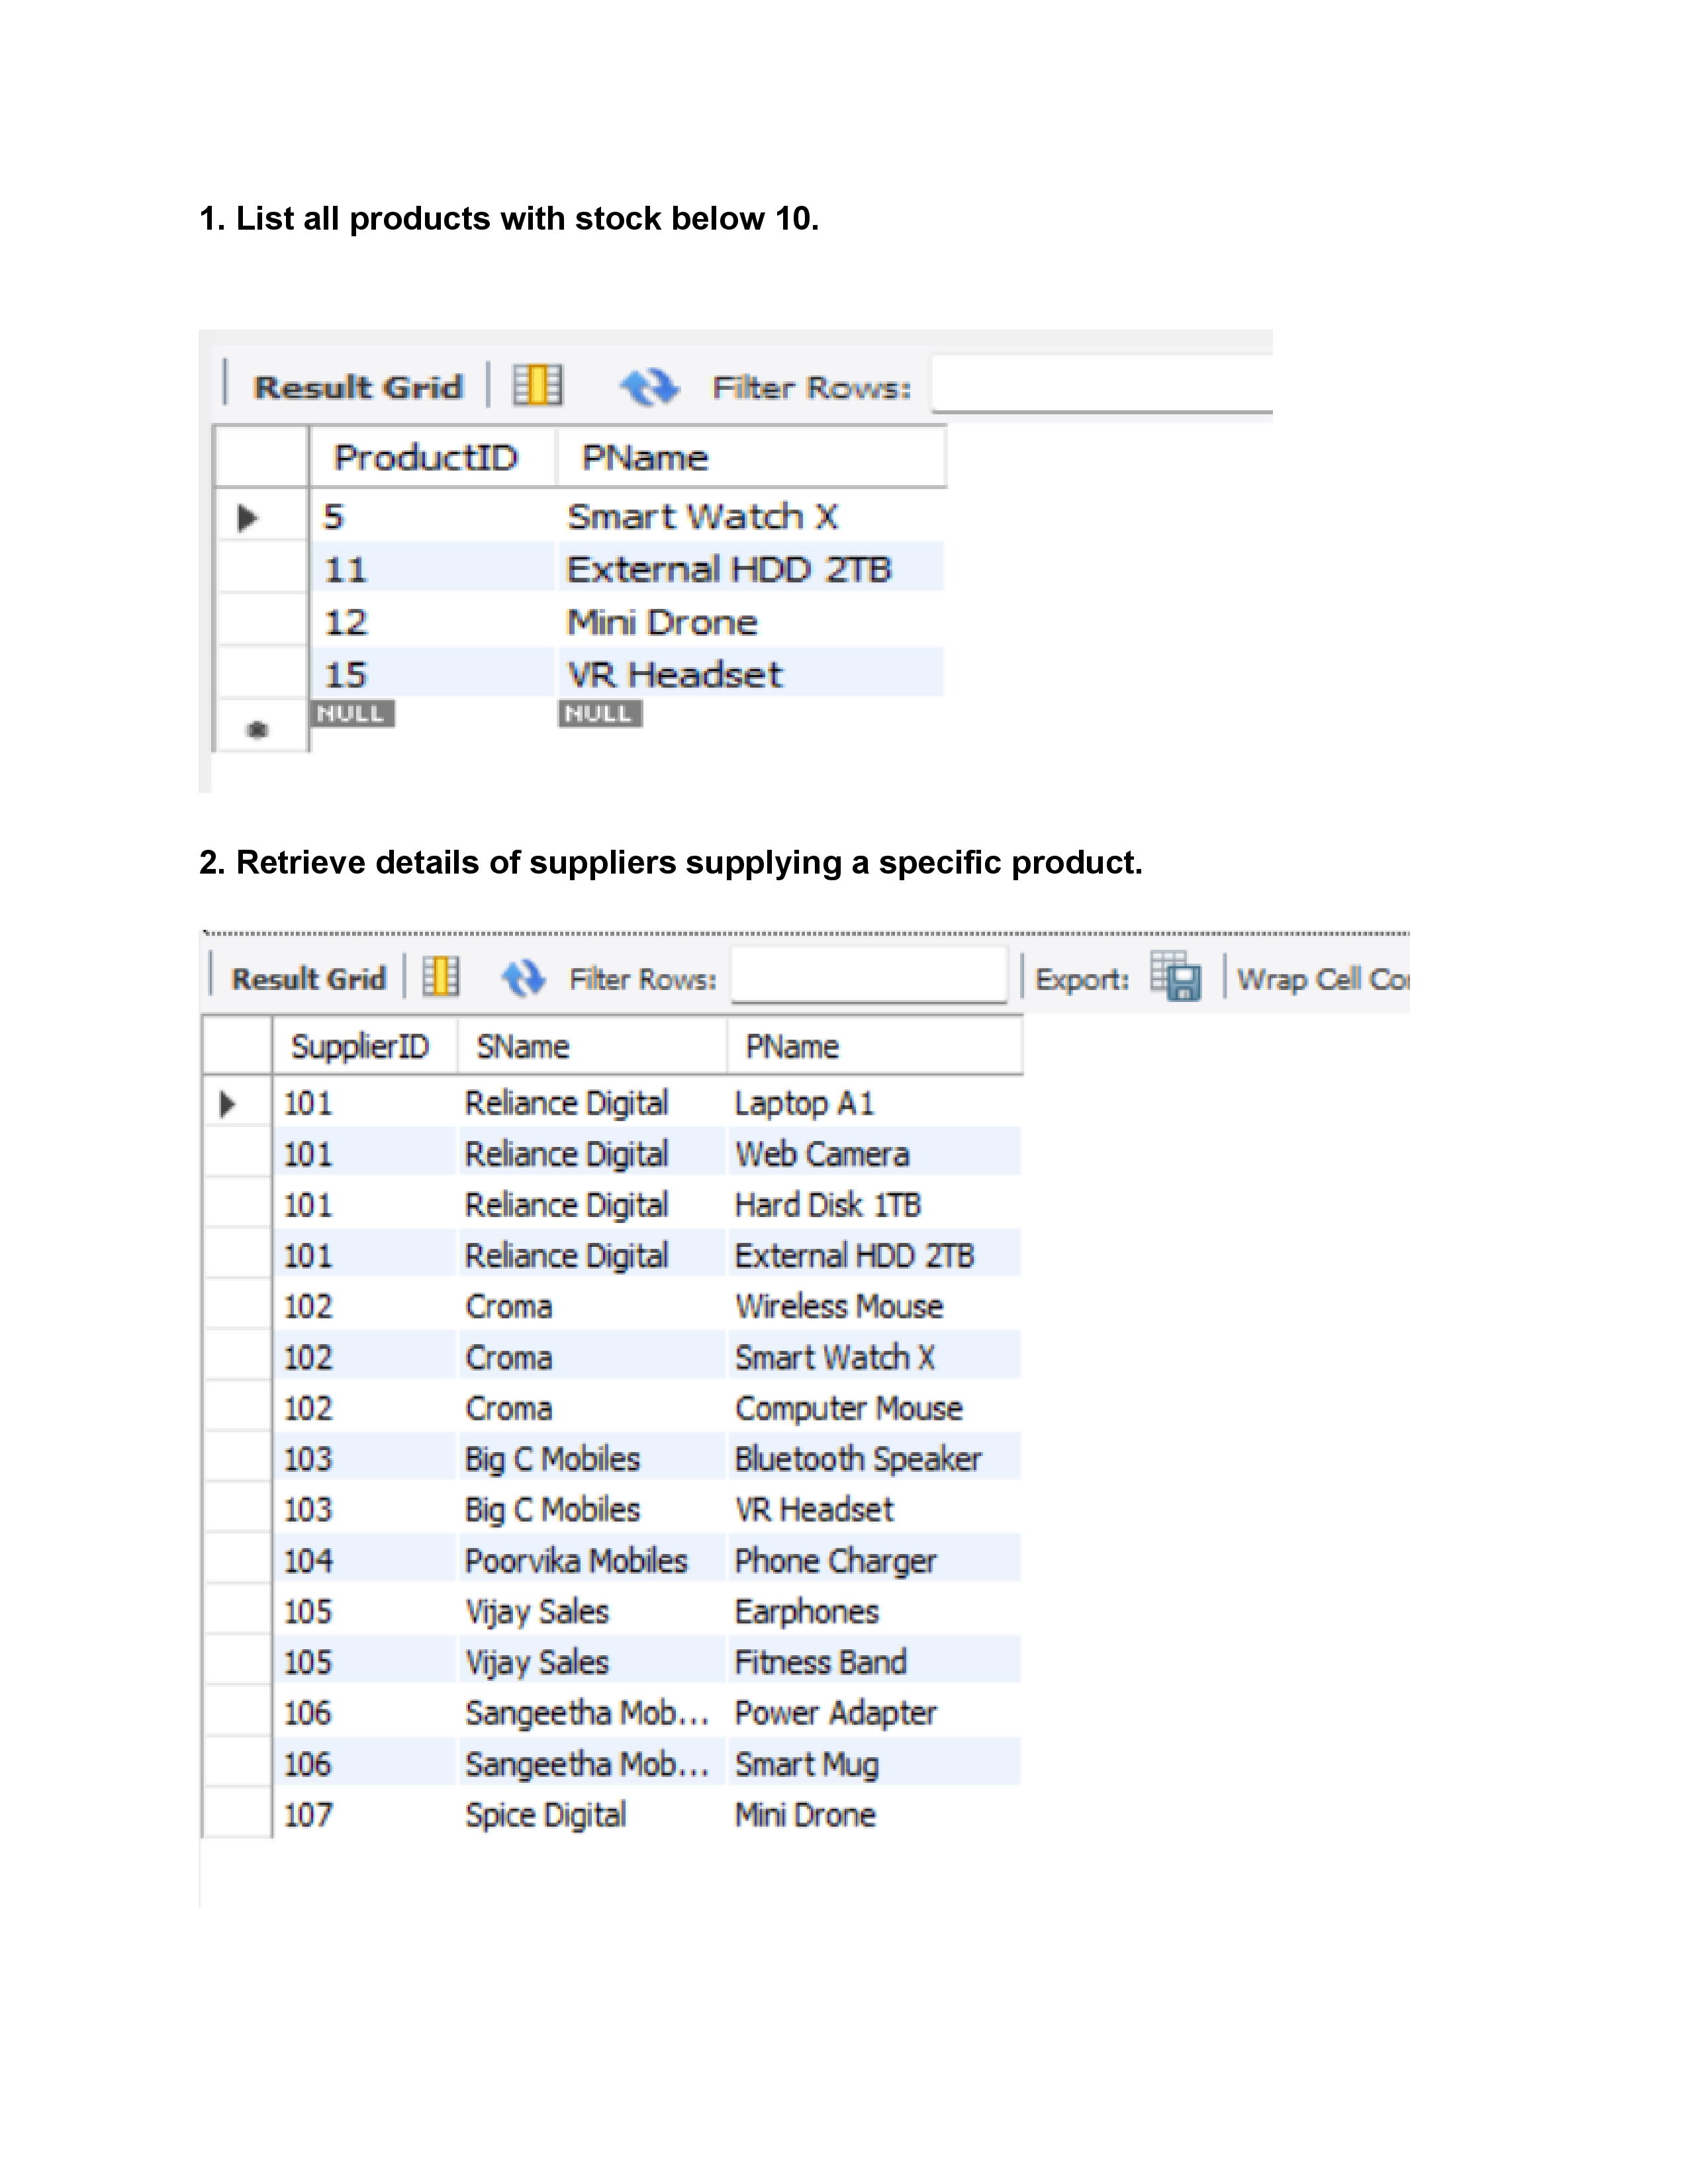 1. List all products with stock below 10.
Result Grid Filter Rows:
ProductID PName
5 Smart Watch X
11 External HDD 2TB
12 Mini Drone
15 VR Headset
NULL NULL
2. Retrieve details of suppliers supplying a specific product.
Result Grid Filter Rows: Export: Wrap Cell Co
SupplierID SName PName
101 Reliance Digital Laptop A1
101 Reliance Digital Web Camera
101 Reliance Digital Hard Disk 1TB
101 Reliance Digital External HDD 2TB
102 Croma Wireless Mouse
102 Croma Smart Watch X
102 Croma Computer Mouse
103 Big C Mobiles Bluetooth Speaker
103 Big C Mobiles VR Headset
104 Poorvika Mobiles Phone Charger
105 Vijay Sales Earphones
105 Vijay Sales Fitness Band
106 Sangeetha Mob... Power Adapter
106 Sangeetha Mob... Smart Mug
107 Spice Digital Mini Drone